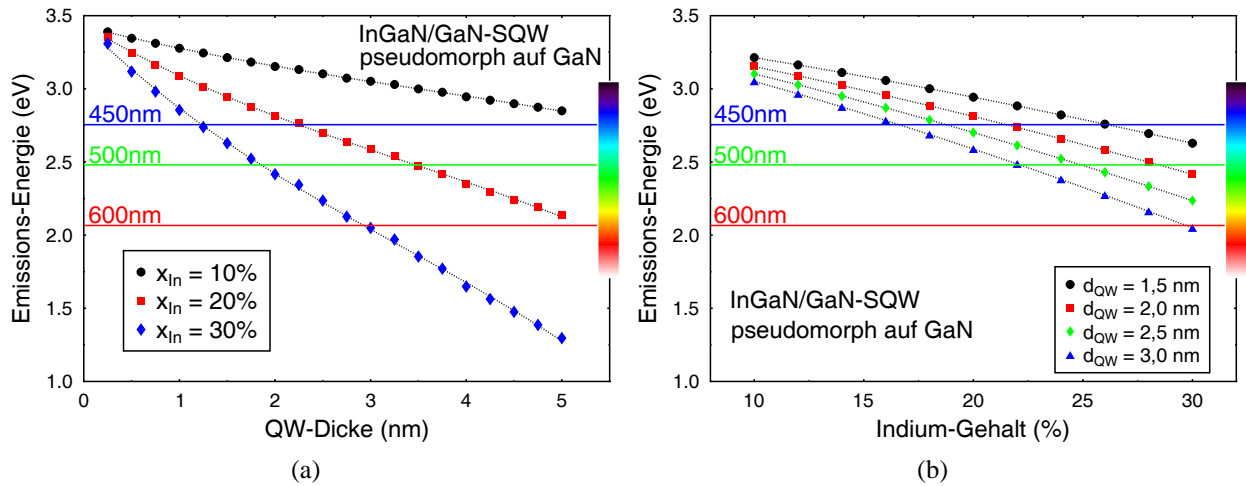 3.5
3.0
2.5
2.0
1.5
1.0
Emissions-Energie (eV)
InGaN/GaN-SQW
pseudomorph auf GaN
450nm
500nm
600nm
x_In = 10%
x_In = 20%
x_In = 30%
0 1 2 3 4 5
QW-Dicke (nm)
(a)
3.5
3.0
2.5
2.0
1.5
1.0
Emissions-Energie (eV)
450nm
500nm
600nm
InGaN/GaN-SQW
pseudomorph auf GaN
d_QW = 1,5 nm
d_QW = 2,0 nm
d_QW = 2,5 nm
d_QW = 3,0 nm
10 15 20 25 30
Indium-Gehalt (%)
(b)